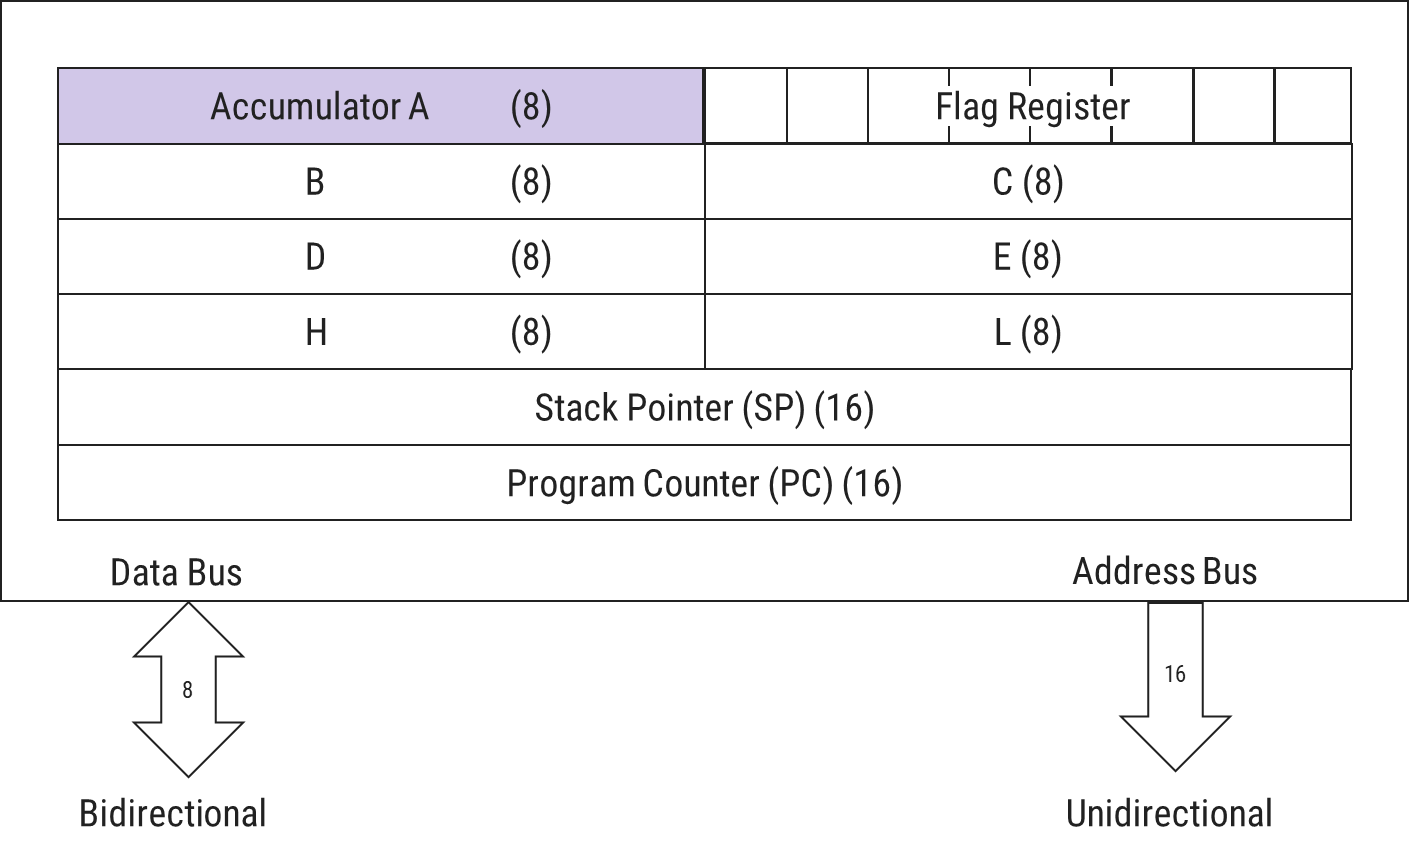 Accumulator A (8) Flag Register
B (8) C (8)
D (8) E (8)
H (8) L (8)
Stack Pointer (SP) (16)
Program Counter (PC) (16)
Data Bus Address Bus
8 16
Bidirectional Unidirectional